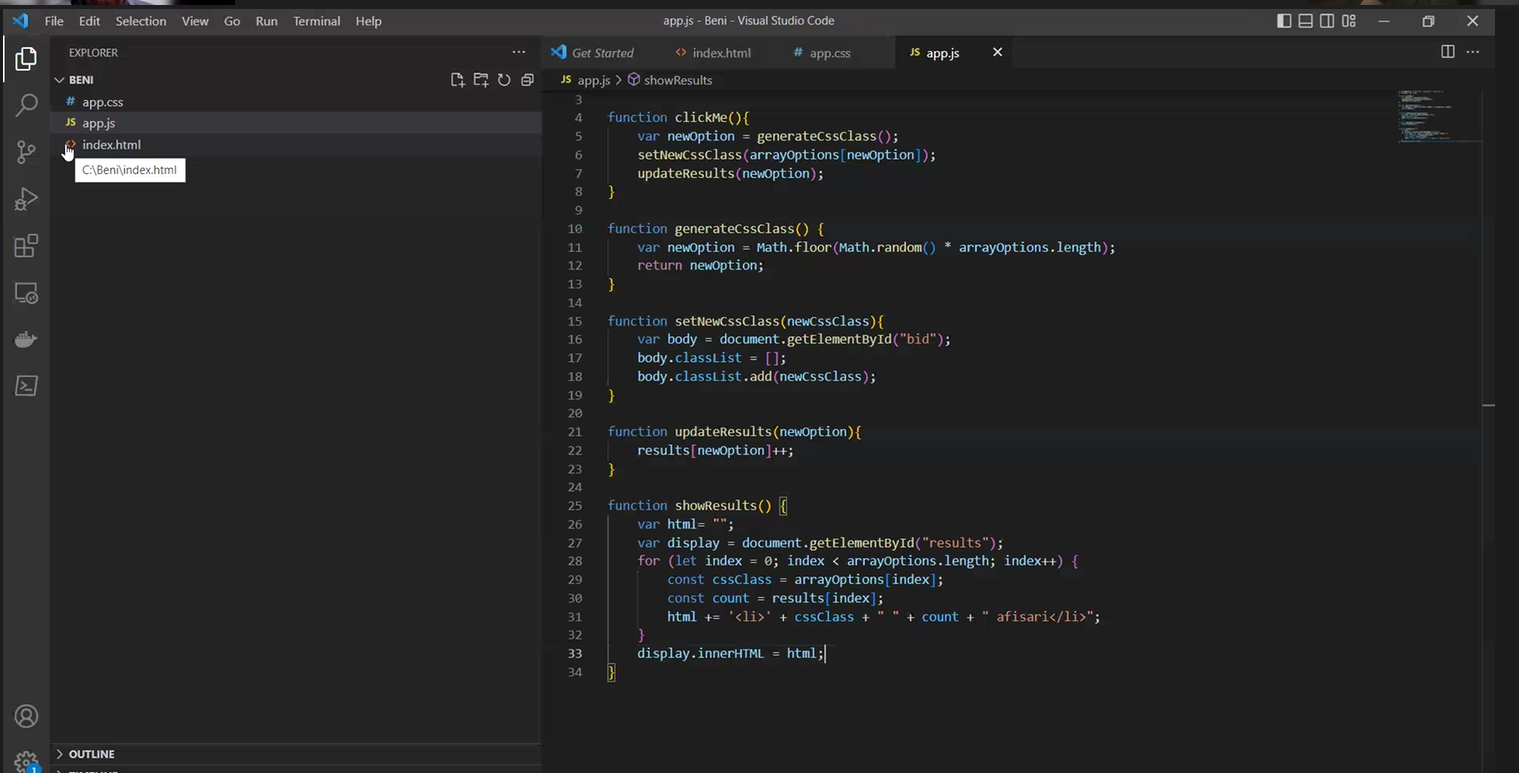 File Edit Selection View Go Run Terminal Help
app.js - Beni - Visual Studio Code
EXPLORER
BENI
app.css
app.js
index.html
C:\Beni\index.html
OUTLINE
1
Get Started
index.html
app.css
app.js
app.js > showResults
3
4 function clickMe(){
5 var newOption = generateCssClass();
6 setNewCssClass(arrayOptions[newOption]);
7 updateResults(newOption);
8 }
9
10 function generateCssClass() {
11 var newOption = Math.floor(Math.random() * arrayOptions.length);
12 return newOption;
13 }
14
15 function setNewCssClass(newCssClass){
16 var body = document.getElementById("bid");
17 body.classList = [];
18 body.classList.add(newCssClass);
19 }
20
21 function updateResults(newOption){
22 results[newOption]++;
23 }
24
25 function showResults() {
26 var html= "";
27 var display = document.getElementById("results");
28 for (let index = 0; index < arrayOptions.length; index++) {
29 const cssClass = arrayOptions[index];
30 const count = results[index];
31 html += '<li>' + cssClass + " " + count + " afisari</li>";
32 }
33 display.innerHTML = html;
34 }